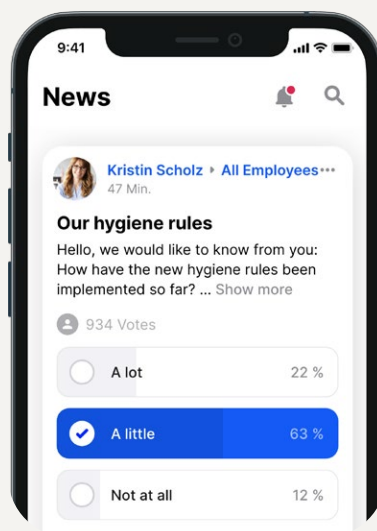 9:41
News
Kristin Scholz ▸ All Employees ···
47 Min.
Our hygiene rules
Hello, we would like to know from you:
How have the new hygiene rules been
implemented so far? ... Show more
934 Votes
A lot 22 %
A little 63 %
Not at all 12 %